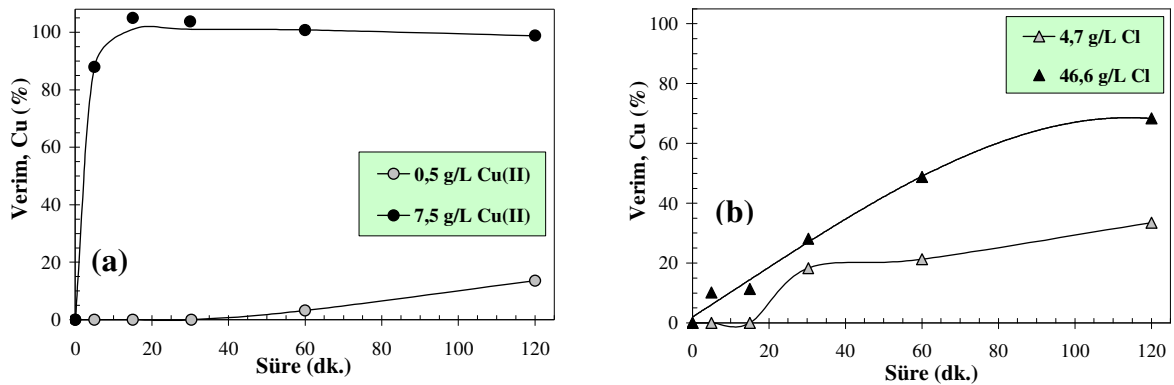 100
80
60
40
20
0
Verim, Cu (%)
0,5 g/L Cu(II)
7,5 g/L Cu(II)
(a)
0 20 40 60 80 100 120
Süre (dk.)
100
80
60
40
20
0
Verim, Cu (%)
4,7 g/L Cl
46,6 g/L Cl
(b)
0 20 40 60 80 100 120
Süre (dk.)